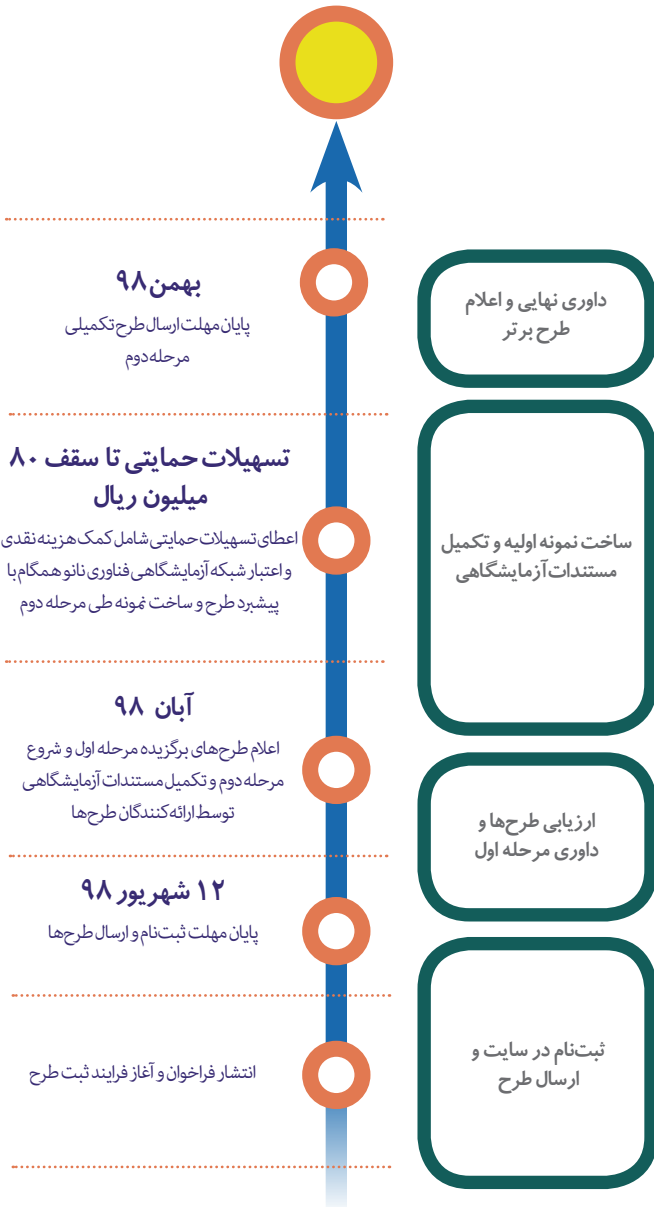 داوری نهایی و اعلام
طرح برتر
بهمن۹۸
پایان مهلت ارسال طرح تکمیلی
مرحله دوم
ساخت نمونه اولیه و تکمیل
مستندات آزمایشگاهی
تسهیلات حمایتی تا سقف ۸۰
میلیون ریال
اعطای تسهیلات حمایتی شامل کمک هزینه نقدی
و اعتبار شبکه آزمایشگاهی فناوری نانو همگام با
پیشبرد طرح و ساخت نمونه طی مرحله دوم
ارزیابی طرح‌ها و
داوری مرحله اول
آبان ۹۸
اعلام طرح‌های برگزیده مرحله اول و شروع
مرحله دوم و تکمیل مستندات آزمایشگاهی
توسط ارائه‌کنندگان طرح‌ها
۱۲ شهریور ۹۸
پایان مهلت ثبت‌نام و ارسال طرح‌ها
ثبت‌نام در سایت و
ارسال طرح
انتشار فراخوان و آغاز فرایند ثبت طرح